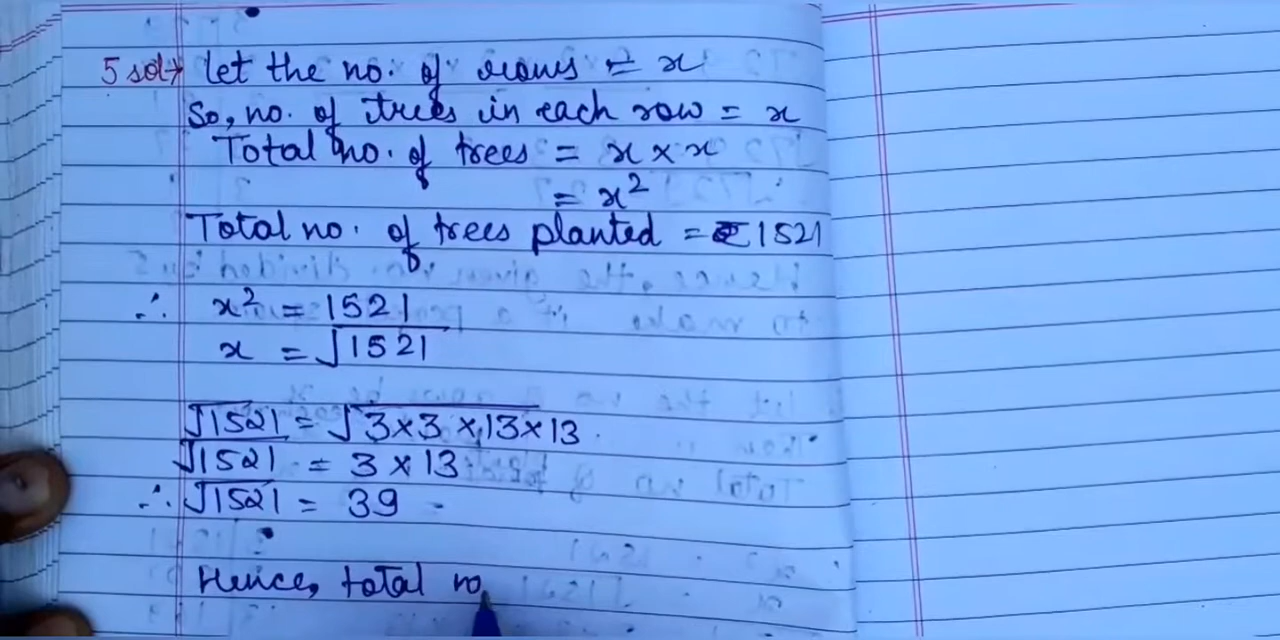 5 sol→ Let the no. of rows = x
So, no. of trees in each row = x
Total no. of trees = x × x
= x²
Total no. of trees planted = 1521
∴ x² = 1521
x = √1521
√1521 = √3×3×13×13
√1521 = 3 × 13
∴ √1521 = 39
Hence, total no